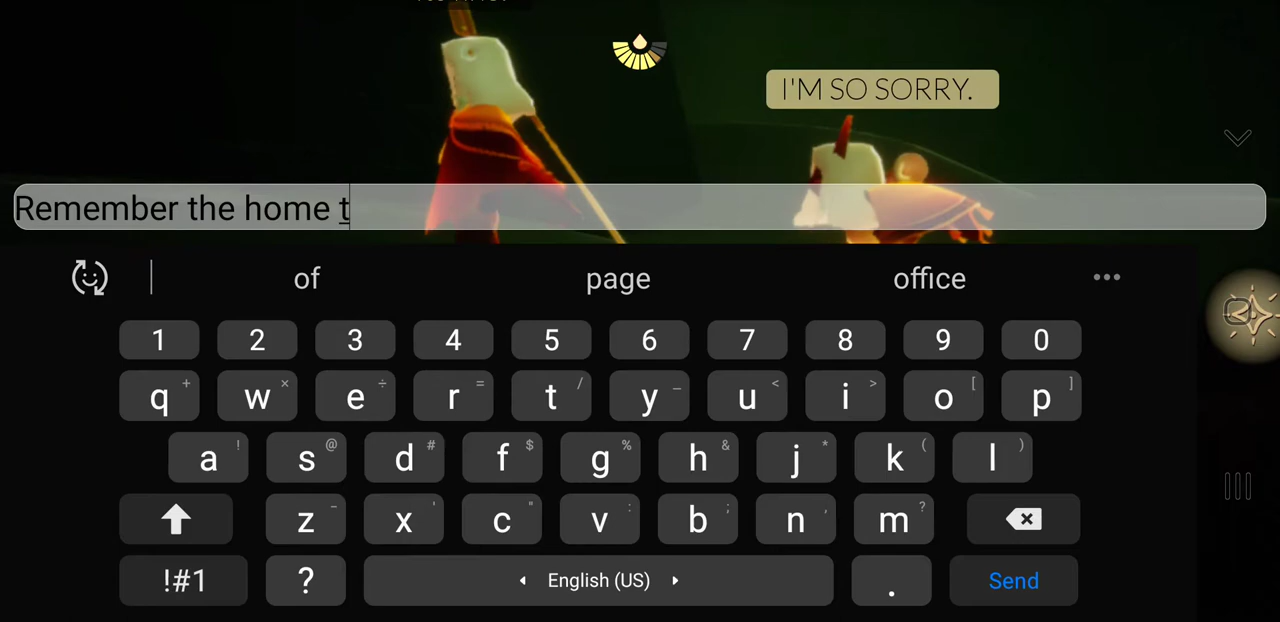 I'M SO SORRY.
Remember the home t
of page office •••
1 2 3 4 5 6 7 8 9 0
q + w × e ÷ r = t / y _ u < i > o [ p ]
a ! s @ d # f $ g % h & j * k ( l )
z - x ' c " v : b ; n , m ?
!#1 ? English (US) . Send